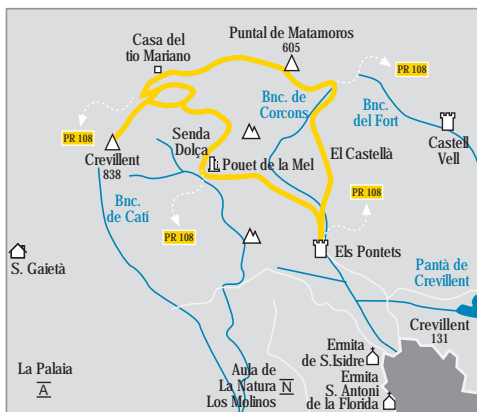 Casa del
tio Mariano
Puntal de Matamoros
605
PR 108
Bnc. de
Corcons
Bnc.
del Fort
PR 108
Senda
Dolça
Castell
Vell
Crevillent
838
Pouet de la Mel
El Castellà
PR 108
Bnc.
de Catí
PR 108
Els Pontets
S. Gaietà
Pantà de
Crevillent
Crevillent
131
Ermita
de S.Isidre
La Palaia
A
Aula de
La Natura
Los Molinos
N
Ermita
S. Antoni
de la Florida